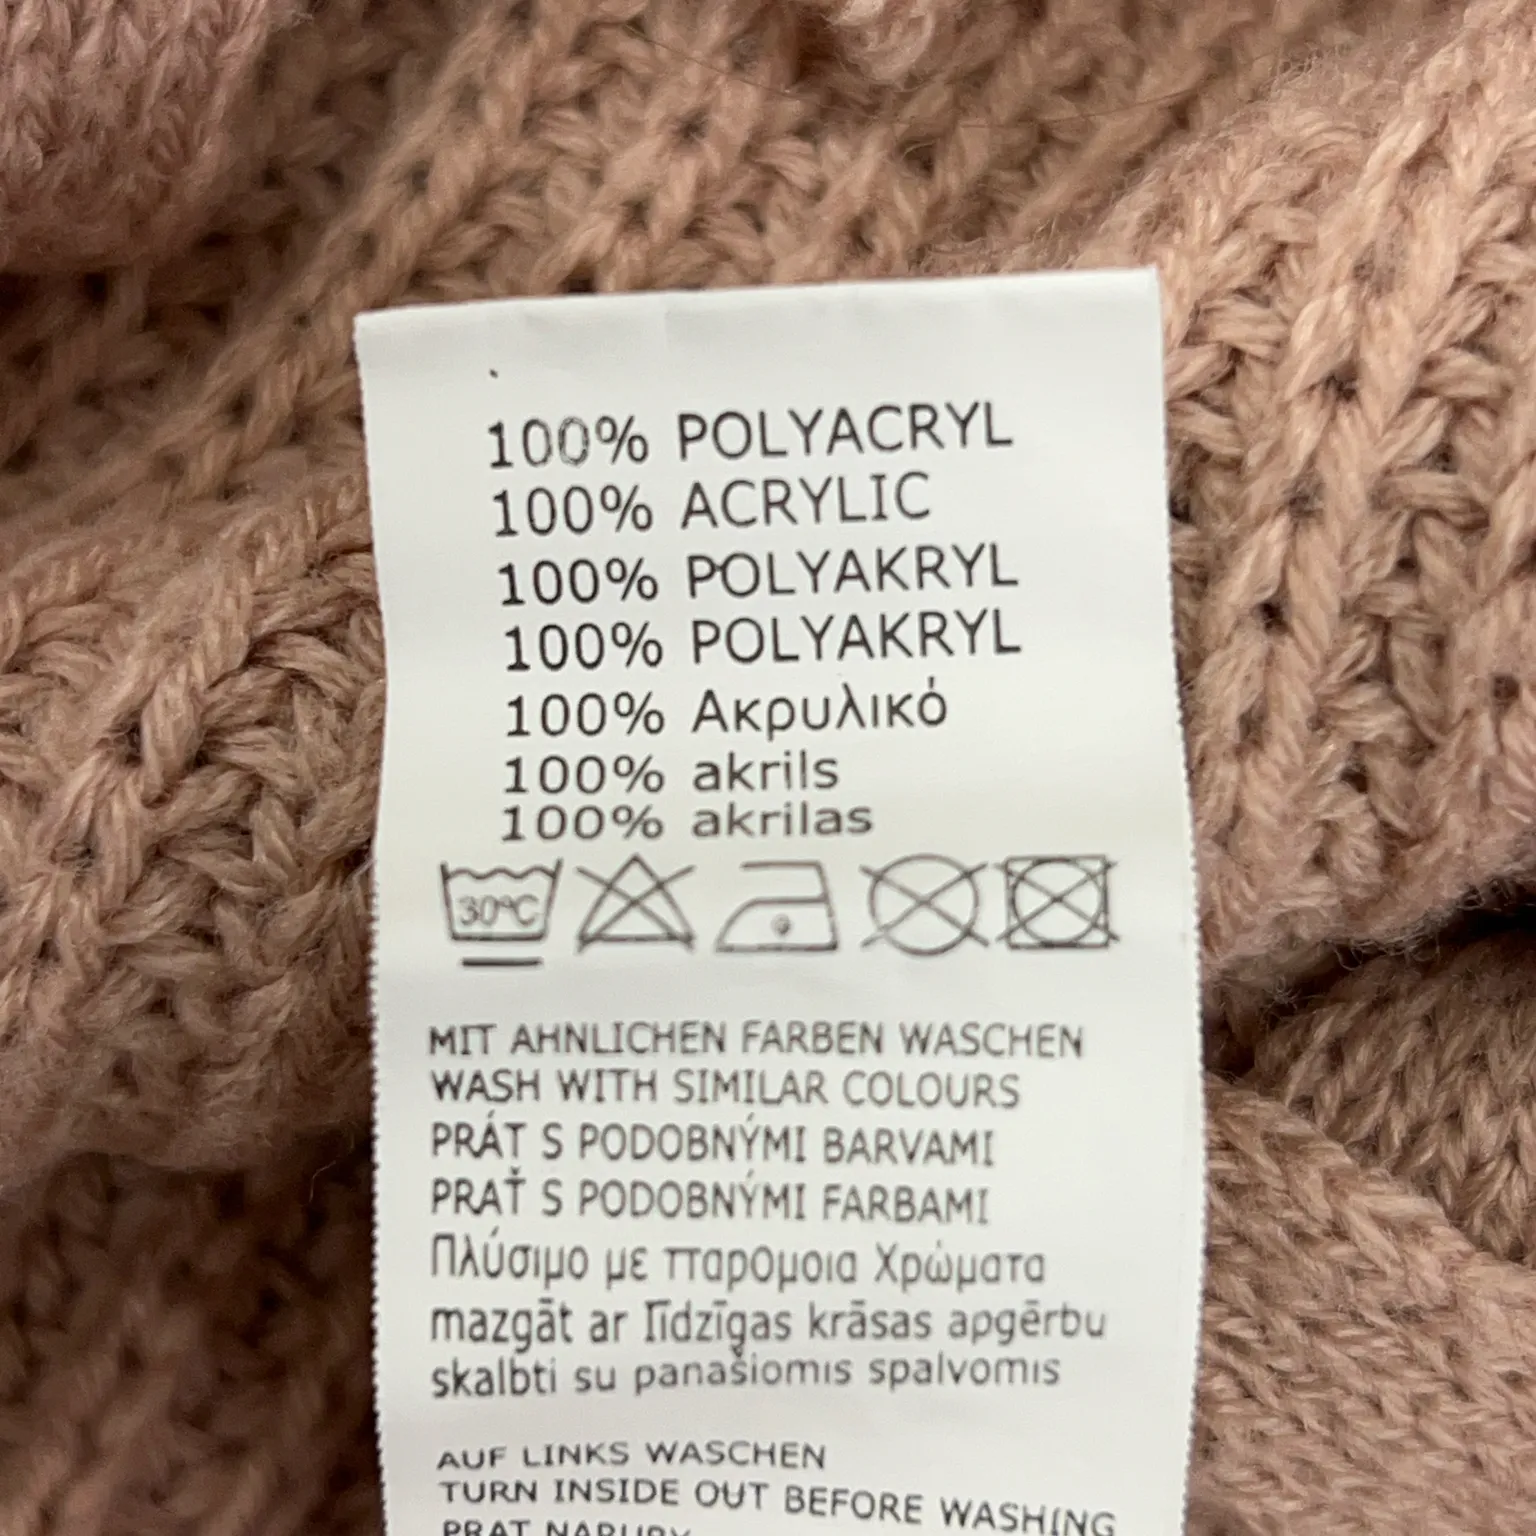 100% POLYACRYL
100% ACRYLIC
100% POLYAKRYL
100% POLYAKRYL
100% Ακρυλικό
100% akrils
100% akrilas
30°C
MIT AHNLICHEN FARBEN WASCHEN
WASH WITH SIMILAR COLOURS
PRÁT S PODOBNÝMI BARVAMI
PRAŤ S PODOBNÝMI FARBAMI
Πλύσιμο με παρομοια Χρώματα
mazgāt ar līdzīgas krāsas apģērbu
skalbti su panašiomis spalvomis
AUF LINKS WASCHEN
TURN INSIDE OUT BEFORE WASHING